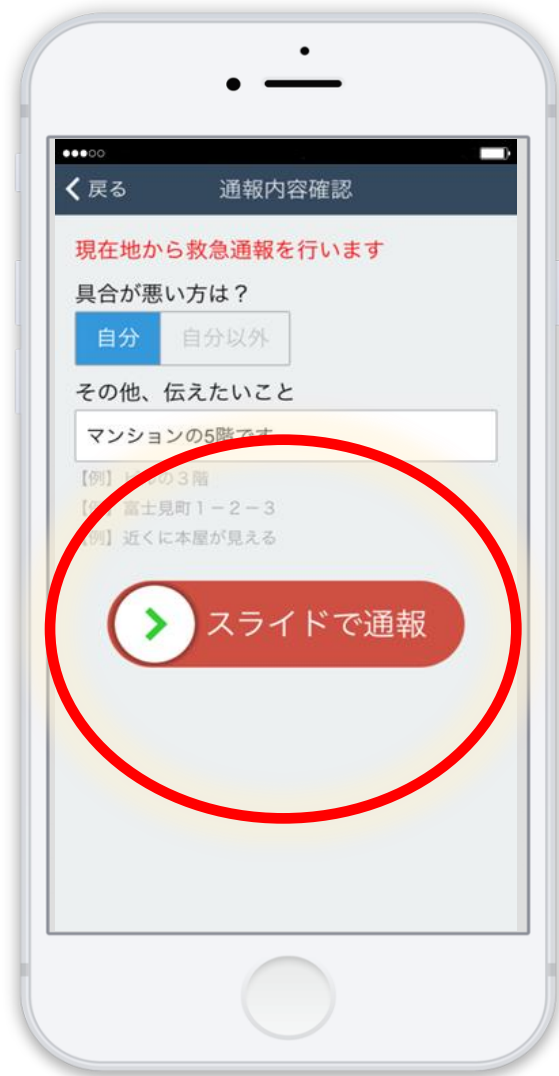 戻る
通報内容確認
現在地から救急通報を行います
具合が悪い方は？
自分
自分以外
その他、伝えたいこと
マンションの5階です
【例】ビルの３階
【例】富士見町１－２－３
【例】近くに本屋が見える
スライドで通報